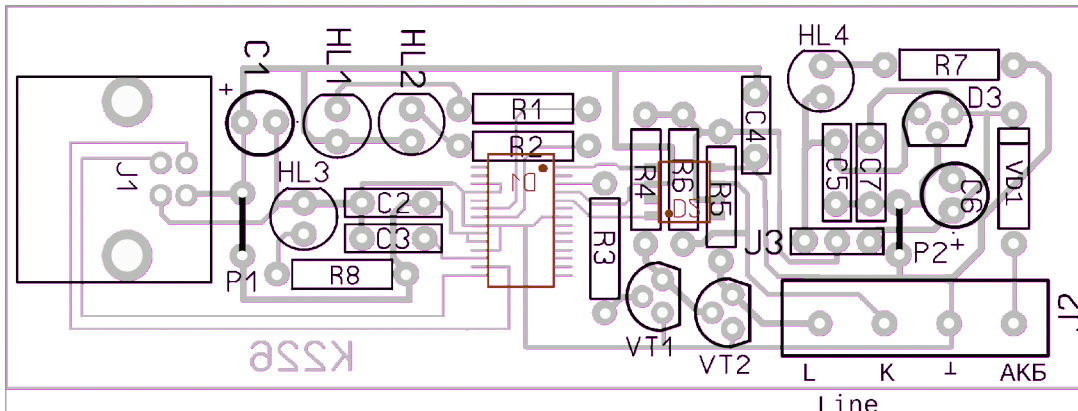 HL4
C1
HL1
HL2
+
R7
D3
R1
C4
R2
J1
HL3
D1
C2
C3
R4
R6
D2
R5
C5
C7
C6
VD1
R3
J3
P1
R8
P2
+
J2
VT1
VT2
K226
L
K
⊥
АКБ
Line